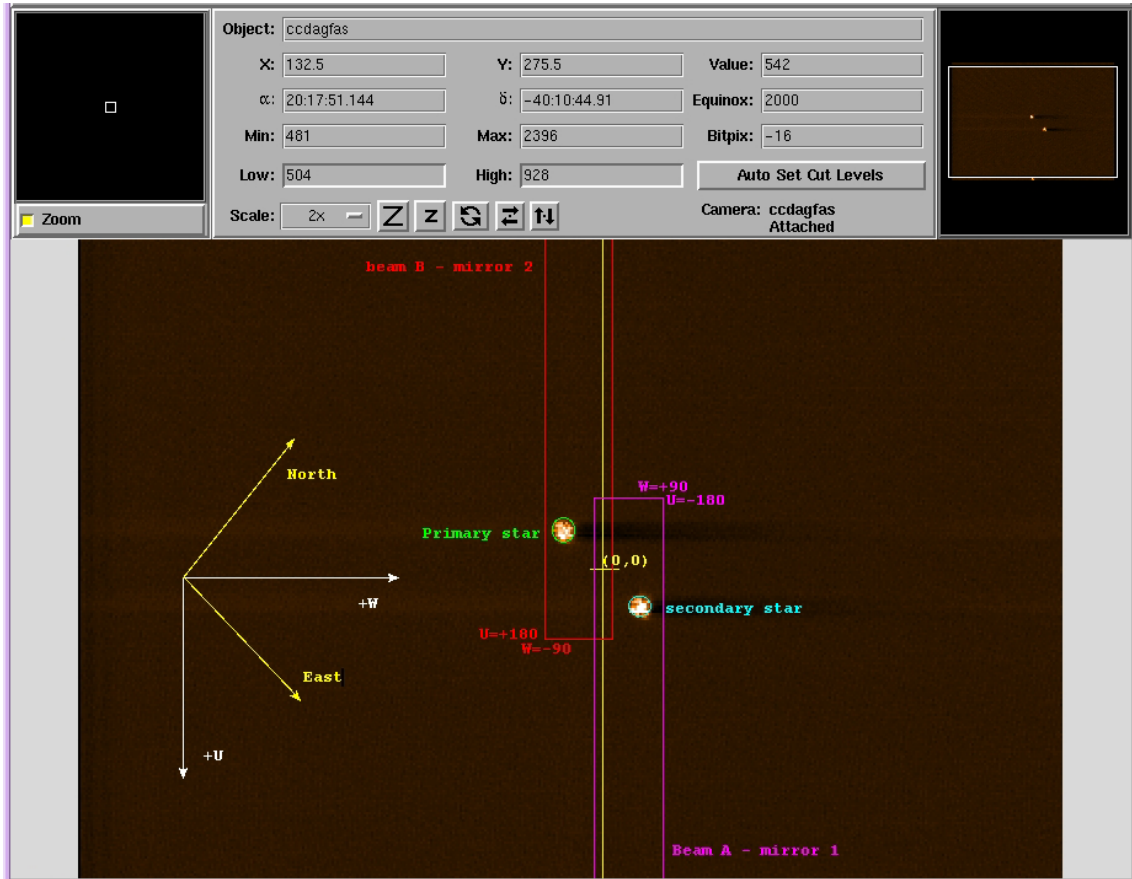 Object: ccdagfas
X: 132.5 Y: 275.5 Value: 542
α: 20:17:51.144 δ: -40:10:44.91 Equinox: 2000
Min: 481 Max: 2396 Bitpix: -16
Low: 504 High: 928 Auto Set Cut Levels
Zoom Scale: 2x Z z Camera: ccdagfas
Attached
beam B - mirror 2
North
W=+90
U=-180
Primary star
(0,0)
+W
secondary star
U=+180
W=-90
East
+U
Beam A - mirror 1